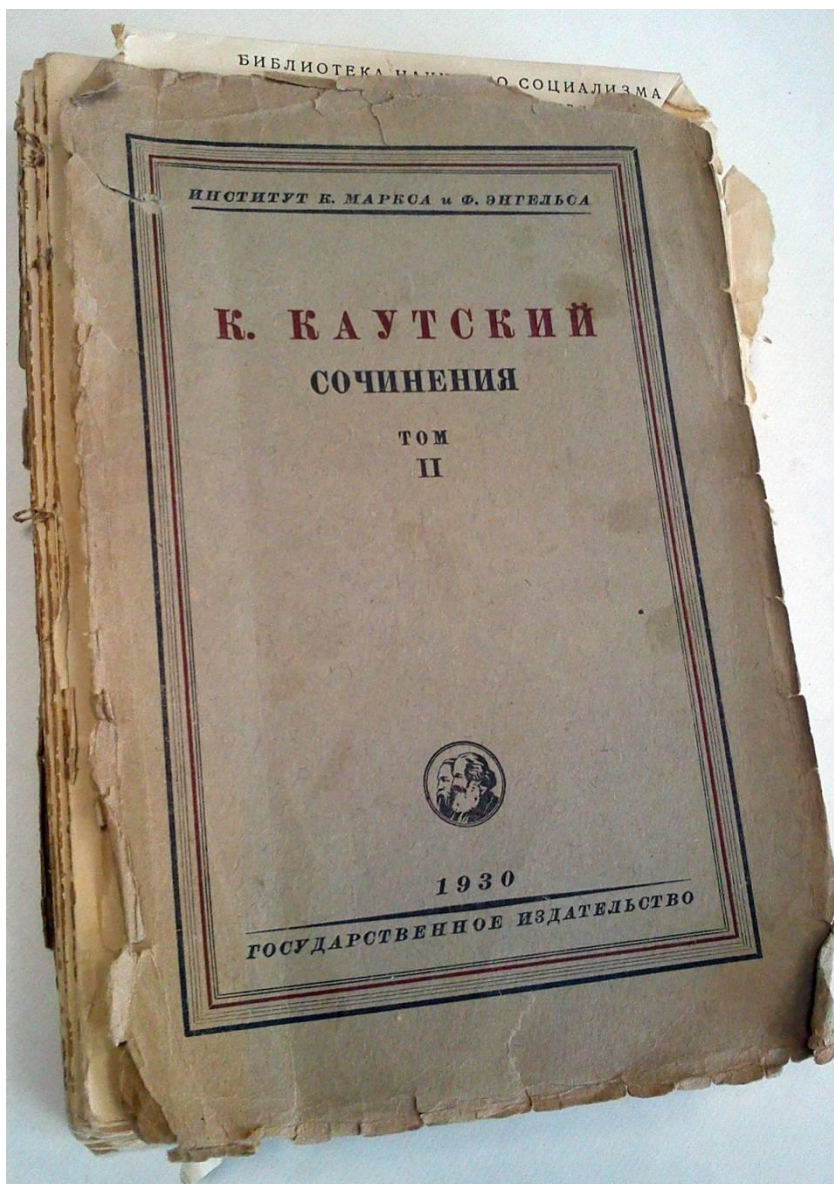 БИБЛИОТЕКА О СОЦИАЛИЗМА
ИНСТИТУТ К. МАРКСА и Ф. ЭНГЕЛЬСА
К. КАУТСКИЙ
СОЧИНЕНИЯ
ТОМ
II
1930
ГОСУДАРСТВЕННОЕ ИЗДАТЕЛЬСТВО